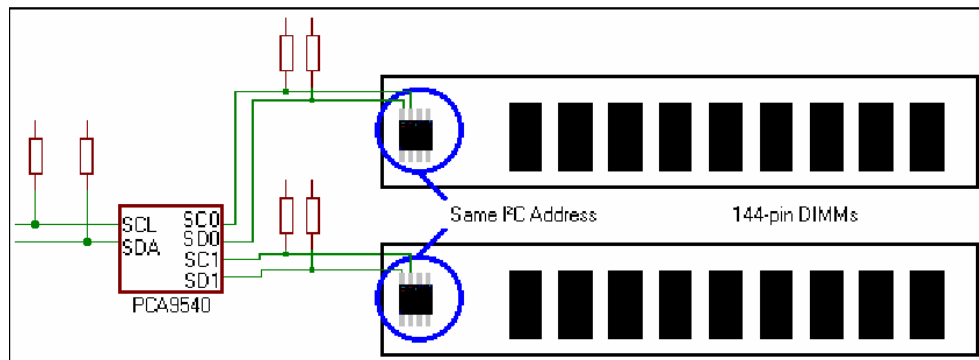 SCL
SDA
SC0
SD0
SC1
SD1
PCA9540
Same I²C Address
144-pin DIMMs